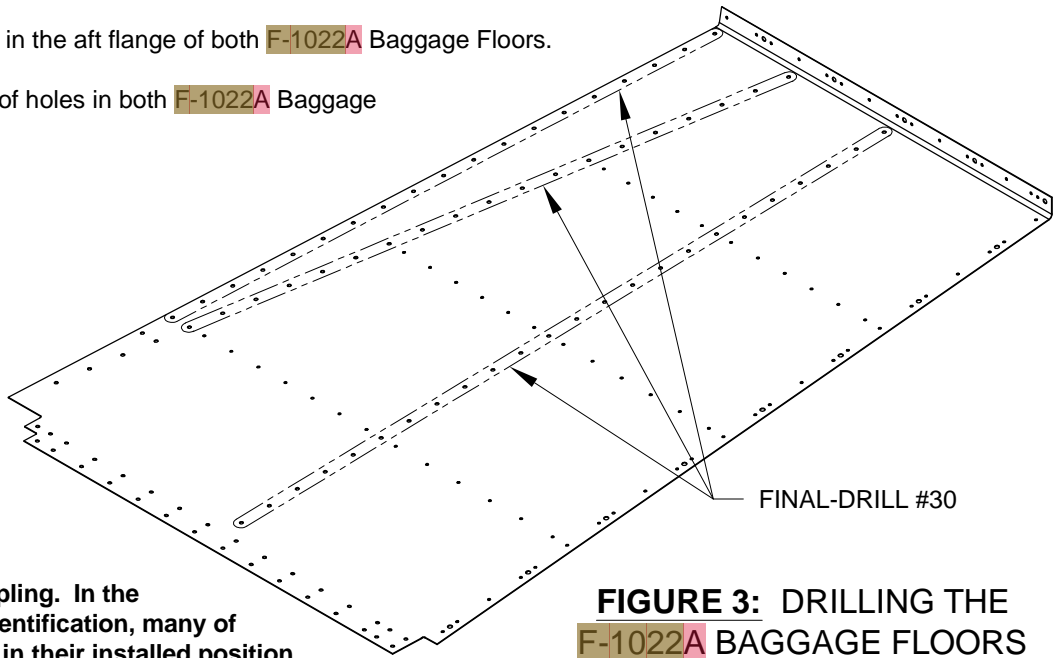 in the aft flange of both F-1022A Baggage Floors.
of holes in both F-1022A Baggage
FINAL-DRILL #30
pling. In the
entification, many of
in their installed position
FIGURE 3: DRILLING THE
F-1022A BAGGAGE FLOORS